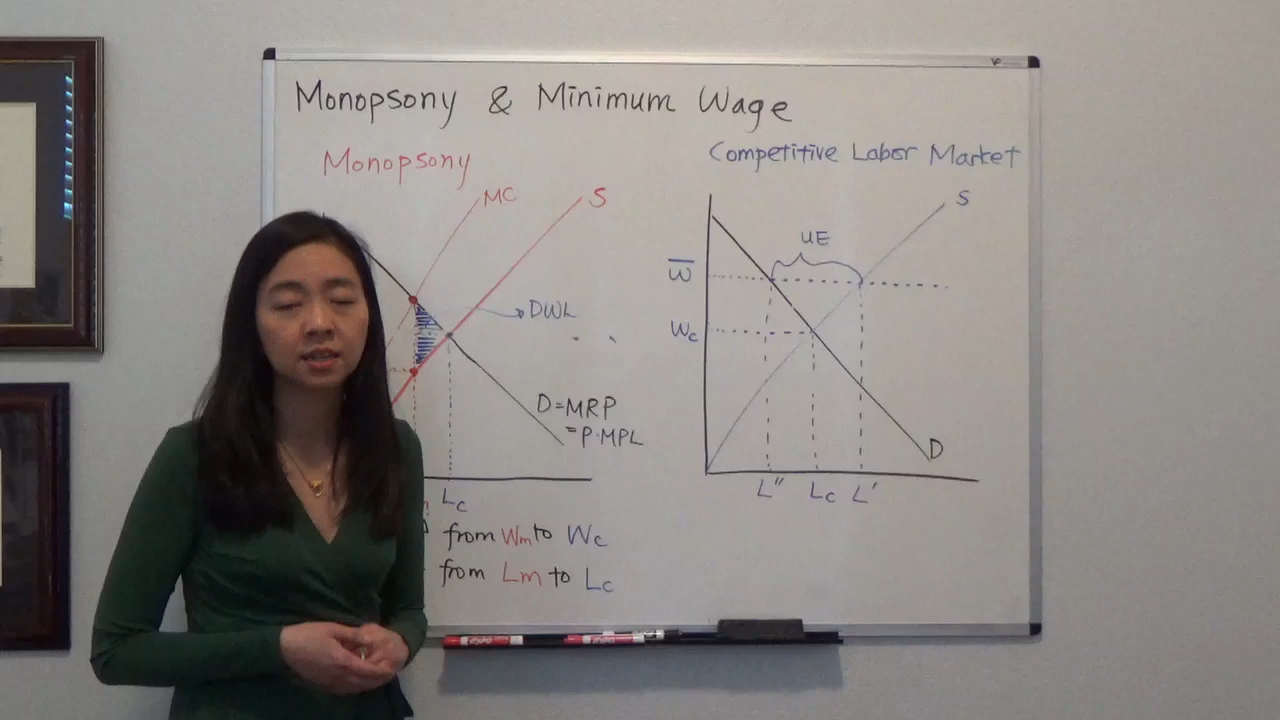 Monopsony & Minimum Wage
Monopsony
MC
S
DWL
D=MRP
=P·MPL
Lc
from Wm to Wc
from Lm to Lc
Competitive Labor Market
S
UE
W̅
Wc
D
L" Lc L'